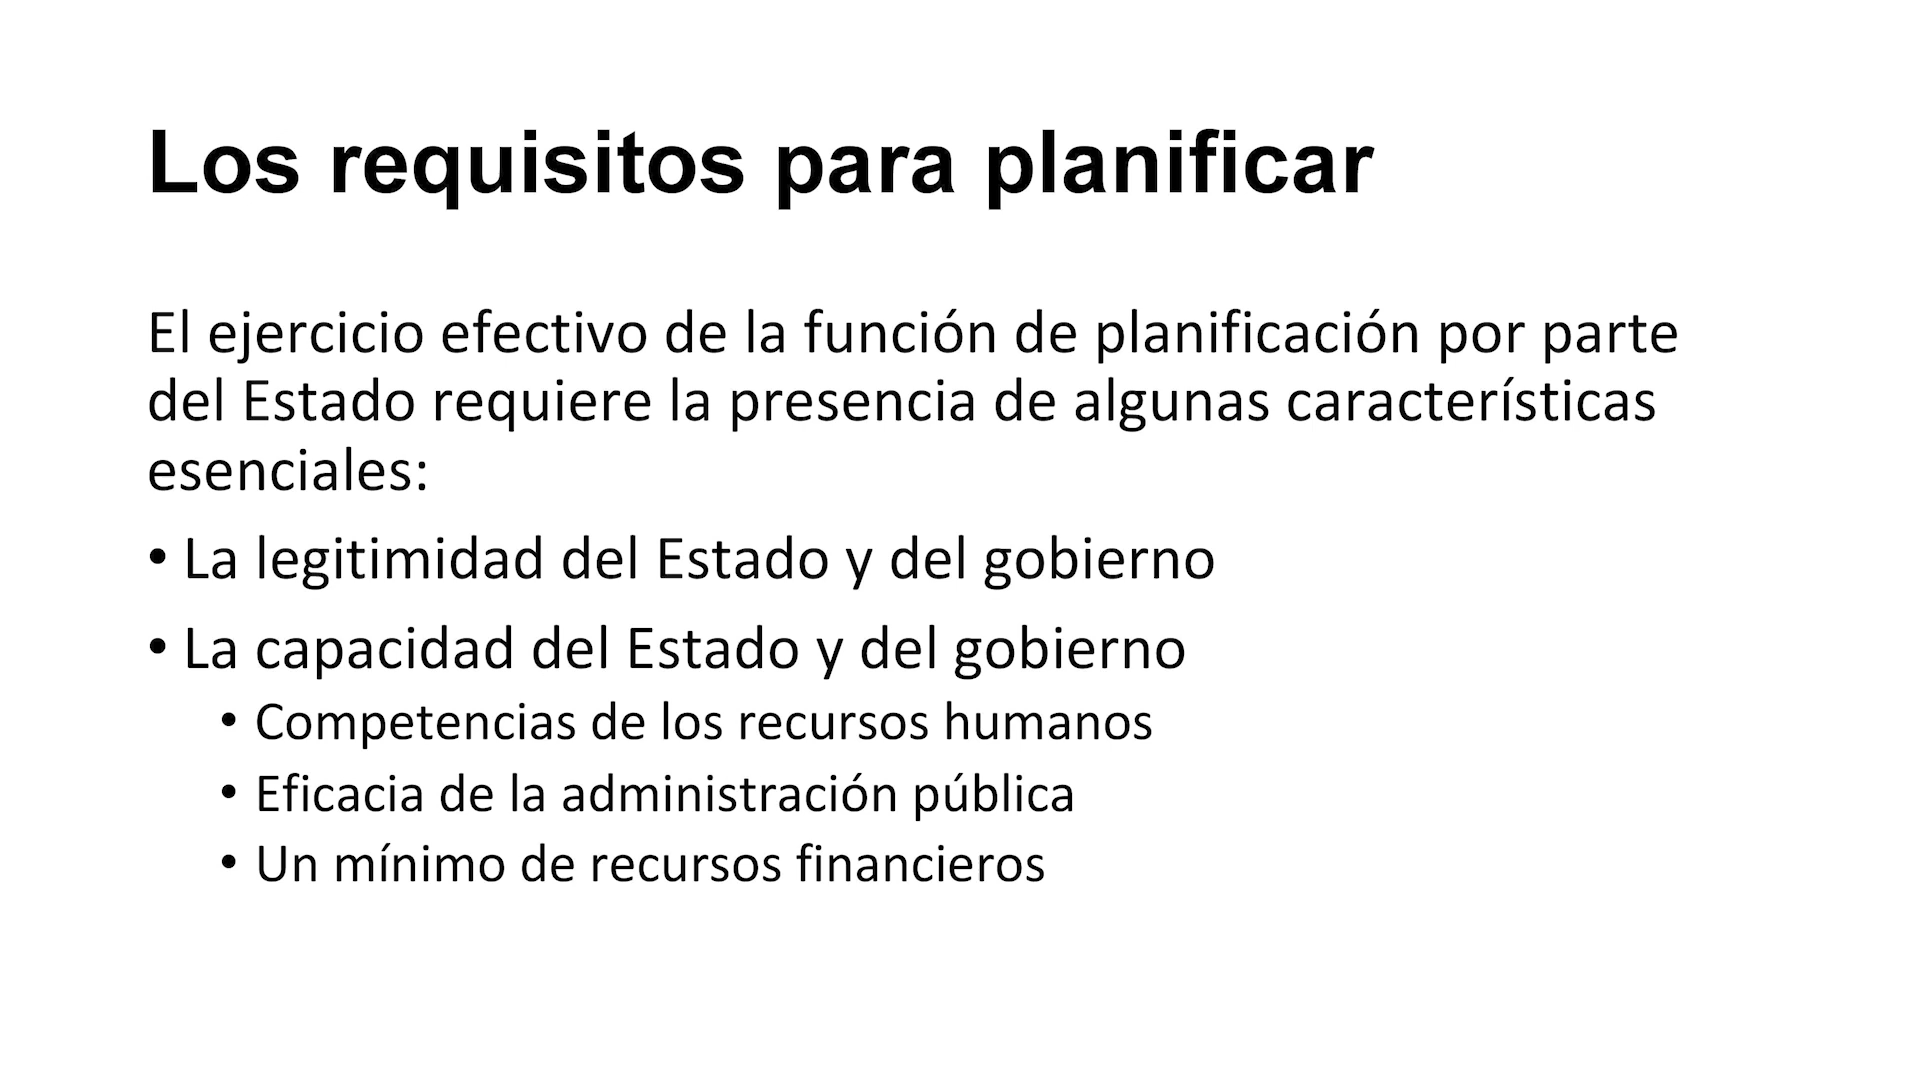 Los requisitos para planificar
El ejercicio efectivo de la función de planificación por parte
del Estado requiere la presencia de algunas características
esenciales:
• La legitimidad del Estado y del gobierno
• La capacidad del Estado y del gobierno
• Competencias de los recursos humanos
• Eficacia de la administración pública
• Un mínimo de recursos financieros